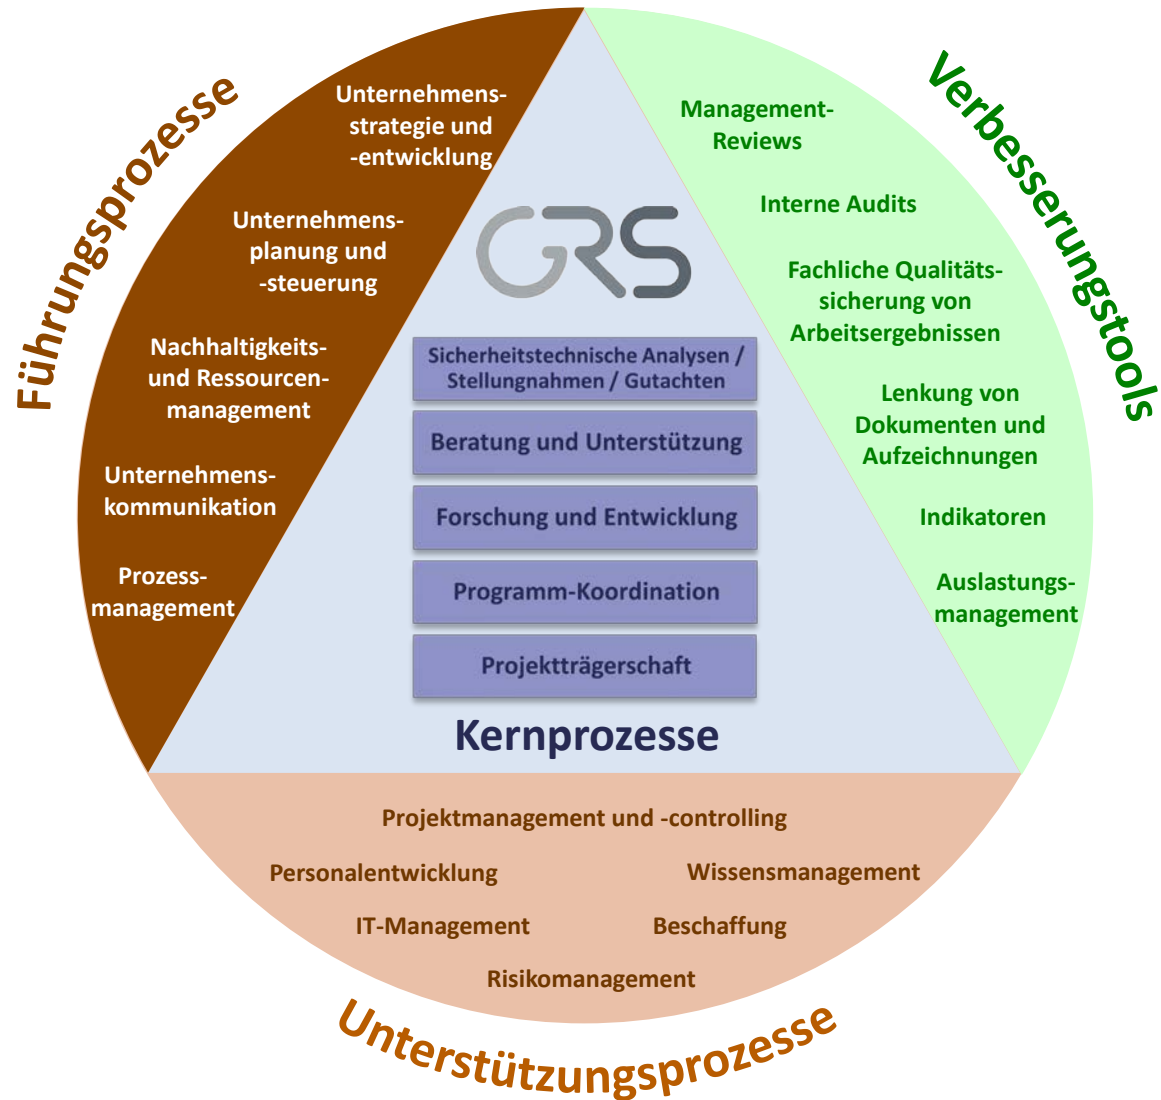 Führungsprozesse
Unternehmens-
strategie und
-entwicklung
Unternehmens-
planung und
-steuerung
Nachhaltigkeits-
und Ressourcen-
management
Unternehmens-
kommunikation
Prozess-
management
GRS
Sicherheitstechnische Analysen /
Stellungnahmen / Gutachten
Beratung und Unterstützung
Forschung und Entwicklung
Programm-Koordination
Projektträgerschaft
Kernprozesse
Verbesserungstools
Management-
Reviews
Interne Audits
Fachliche Qualitäts-
sicherung von
Arbeitsergebnissen
Lenkung von
Dokumenten und
Aufzeichnungen
Indikatoren
Auslastungs-
management
Projektmanagement und -controlling
Personalentwicklung
Wissensmanagement
IT-Management
Beschaffung
Risikomanagement
Unterstützungsprozesse